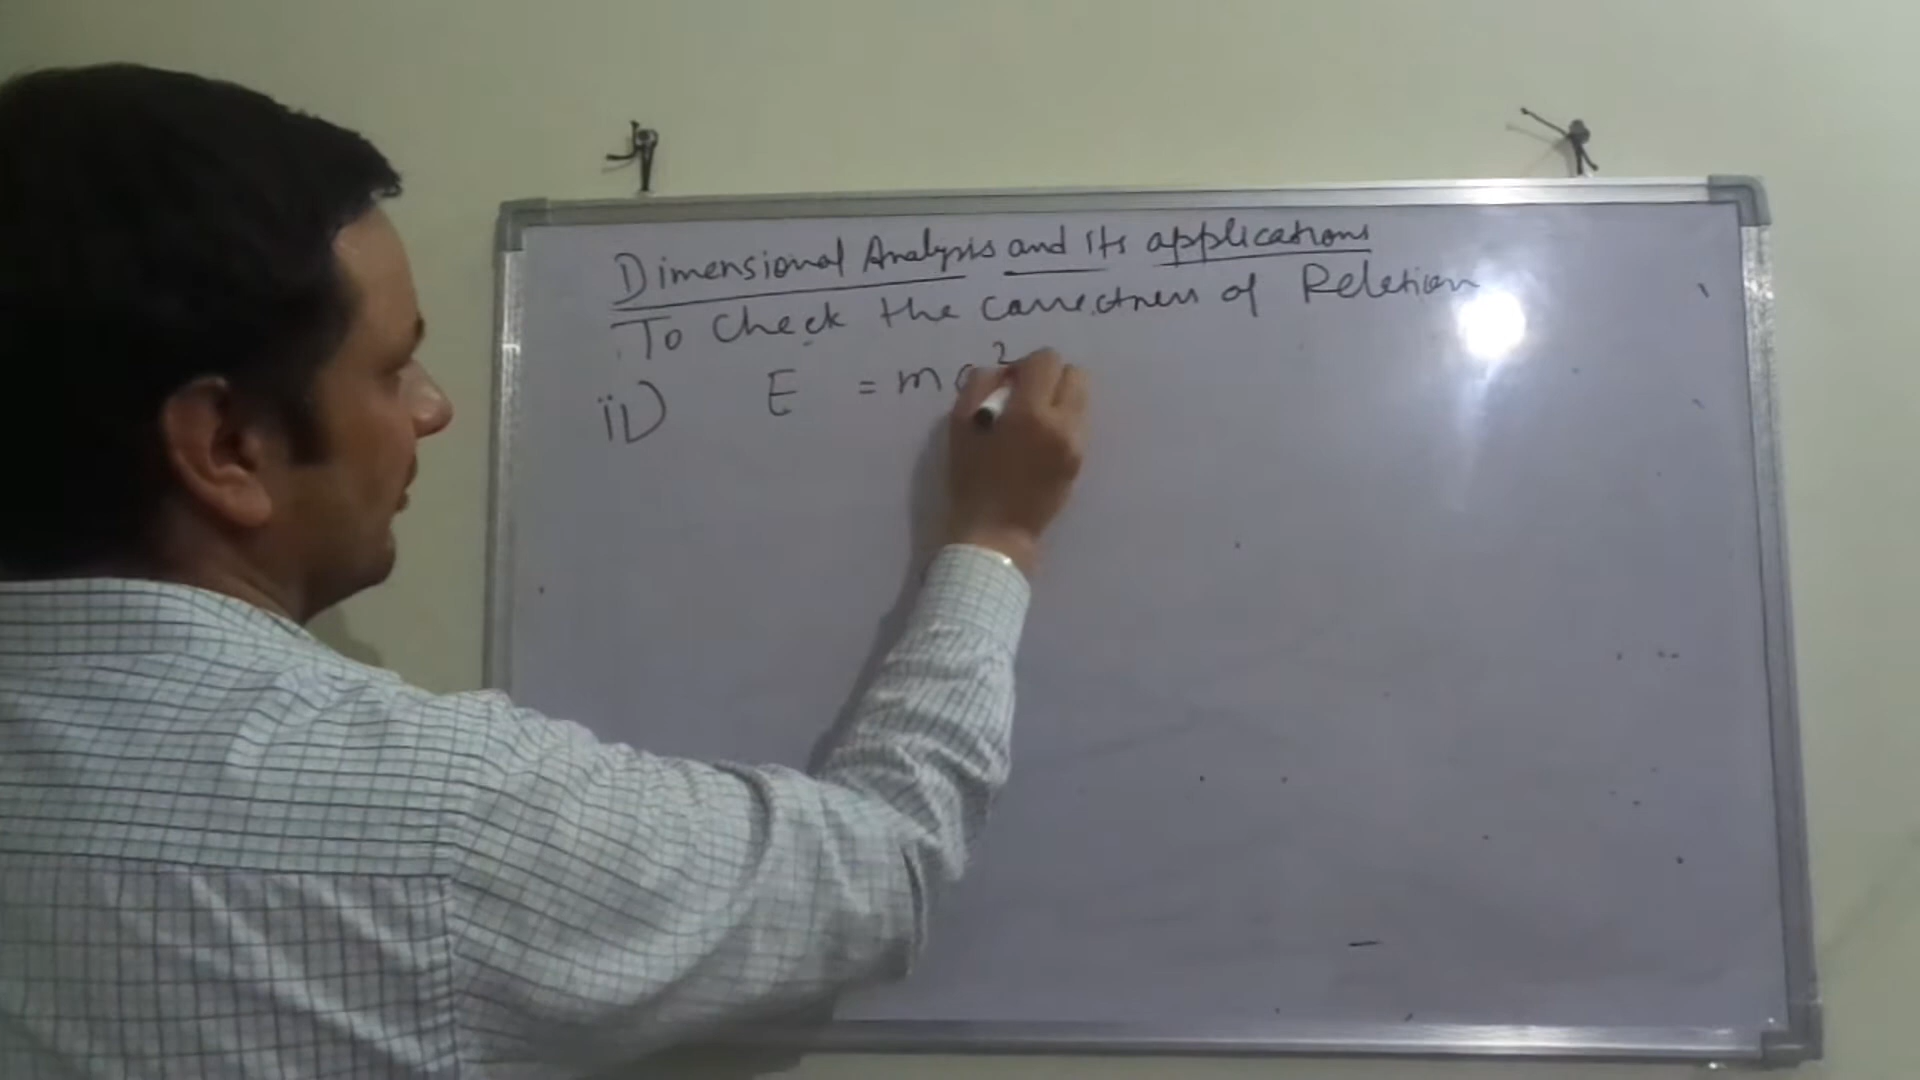 Dimensional Analysis and its applications
To Check the correctness of Relation
ii) E = mc²